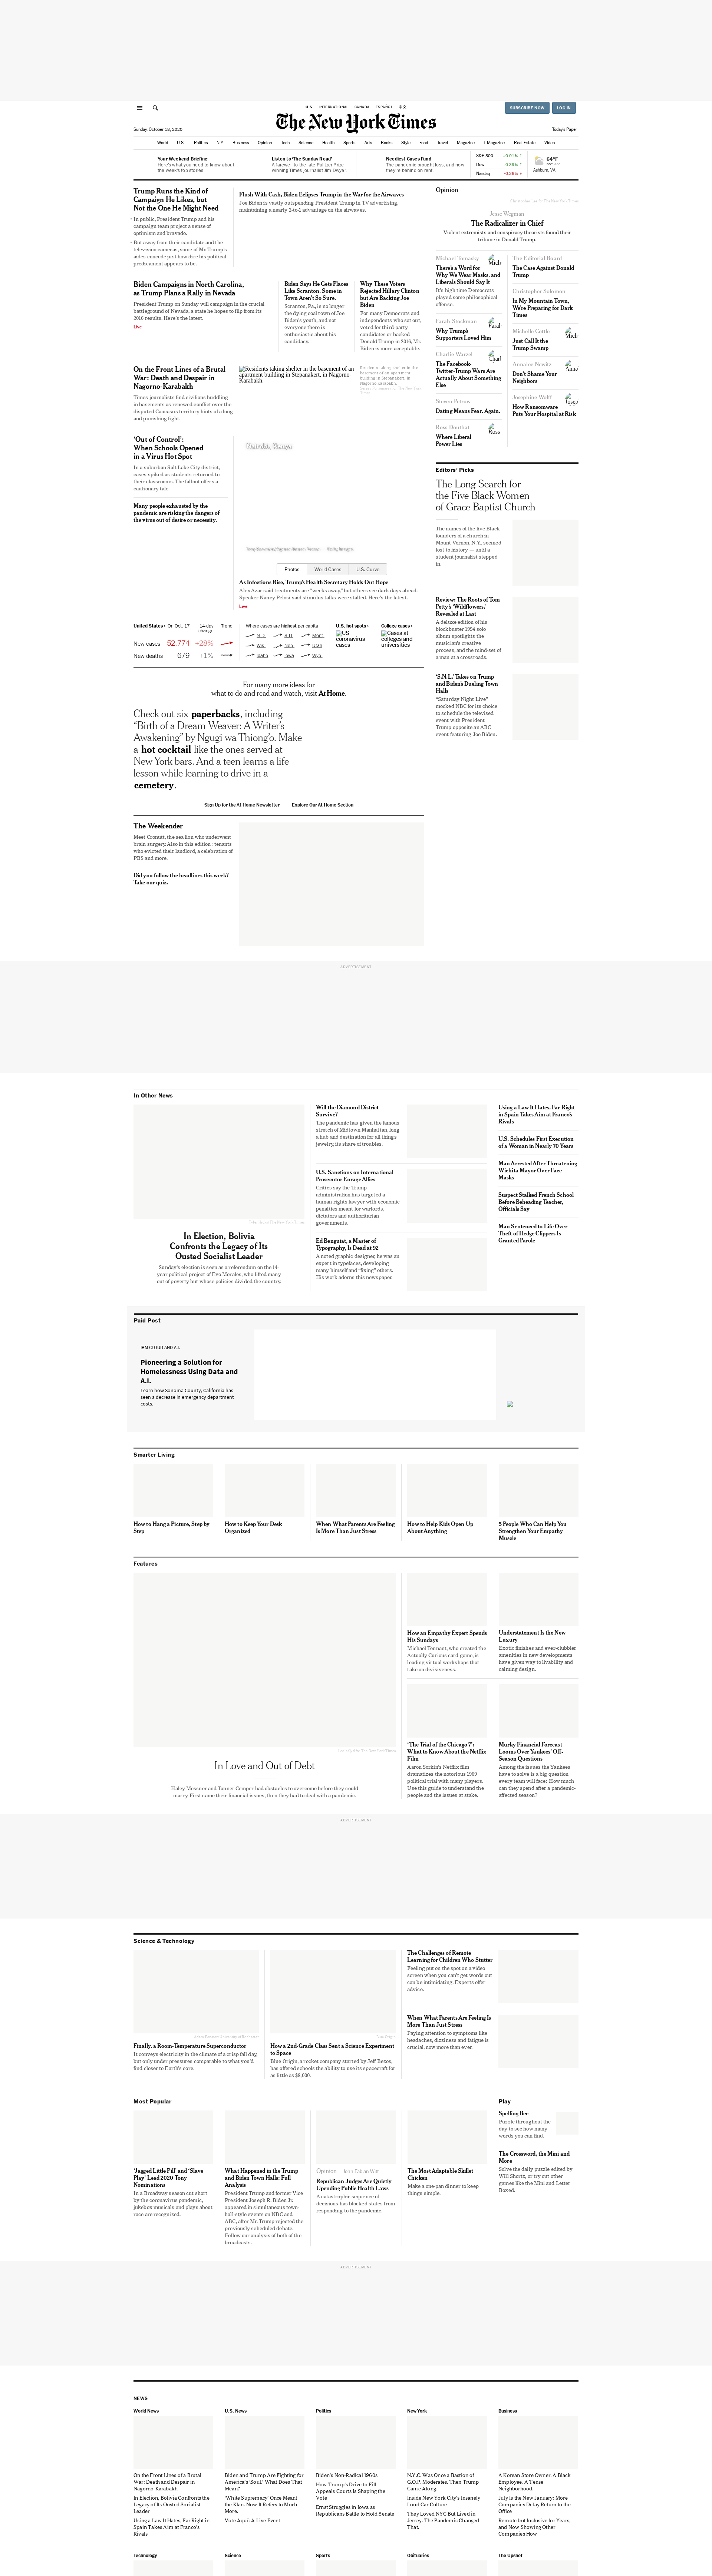 U.S. INTERNATIONAL CANADA ESPAÑOL 中文
SUBSCRIBE NOW LOG IN
The New York Times
Sunday, October 18, 2020
Today's Paper
World U.S. Politics N.Y. Business Opinion Tech Science Health Sports Arts Books Style Food Travel Magazine T Magazine Real Estate Video
Your Weekend Briefing
Here's what you need to know about
the week's top stories.
Listen to 'The Sunday Read'
A farewell to the late Pulitzer Prize-
winning Times journalist Jim Dwyer.
Neediest Cases Fund
The pandemic brought loss, and now
they're behind on rent.
S&P 500
Dow
Nasdaq
64°F
Ashburn, VA
Trump Runs the Kind of
Campaign He Likes, but
Not the One He Might Need
• In public, President Trump and his
campaign team project a sense of
optimism and bravado.
• But away from their candidate and the
television cameras, some of Mr. Trump's
aides concede just how dire his political
predicament appears to be.
Flush With Cash, Biden Eclipses Trump in the War for the Airwaves
Joe Biden is vastly outspending President Trump in TV advertising,
maintaining a nearly 2-to-1 advantage on the airwaves.
Biden Campaigns in North Carolina,
as Trump Plans a Rally in Nevada
President Trump on Sunday will campaign in the crucial
battleground of Nevada, a state he hopes to flip from its
2016 results. Here's the latest.
Live
Biden Says He Gets Places
Like Scranton. Some in
Town Aren't So Sure.
Scranton, Pa., is no longer
the dying coal town of Joe
Biden's youth, and not
everyone there is
enthusiastic about his
candidacy.
Why These Voters
Rejected Hillary Clinton
but Are Backing Joe
Biden
For many Democrats and
independents who sat out,
voted for third-party
candidates or backed
Donald Trump in 2016, Mr.
Biden is more acceptable.
On the Front Lines of a Brutal
War: Death and Despair in
Nagorno-Karabakh
Times journalists find civilians huddling
in basements as renewed conflict over the
disputed Caucasus territory hints of a long
and punishing fight.
Residents taking shelter in the basement of an
apartment building in Stepanakert, in Nagorno-
Karabakh.
Residents taking shelter in the
basement of an apartment
building in Stepanakert, in
Nagorno-Karabakh.
'Out of Control':
When Schools Opened
in a Virus Hot Spot
In a suburban Salt Lake City district,
cases spiked as students returned to
their classrooms. The fallout offers a
cautionary tale.
Many people exhausted by the
pandemic are risking the dangers of
the virus out of desire or necessity.
Nairobi, Kenya
Tony Karumba/Agence France-Presse — Getty Images
Photos World Cases U.S. Curve
As Infections Rise, Trump's Health Secretary Holds Out Hope
Alex Azar said treatments are "weeks away," but others see dark days ahead.
Speaker Nancy Pelosi said stimulus talks were stalled. Here's the latest.
Live
United States › On Oct. 17 14-day change Trend
New cases 52,774 +28%
New deaths 679 +1%
Where cases are highest per capita
N.D. S.D. Mont.
Wis. Neb. Utah
Idaho Iowa Wyo.
U.S. hot spots ›
US
coronavirus
cases
College cases ›
Cases at
colleges and
universities
For many more ideas for
what to do and read and watch, visit At Home.
Check out six paperbacks, including
"Birth of a Dream Weaver: A Writer's
Awakening" by Ngugi wa Thiong'o. Make
a hot cocktail like the ones served at
New York bars. And a teen learns a life
lesson while learning to drive in a
cemetery.
Sign Up for the At Home Newsletter Explore Our At Home Section
The Weekender
Meet Cronutt, the sea lion who underwent
brain surgery. Also in this edition: tenants
who evicted their landlord, a celebration of
PBS and more.
Did you follow the headlines this week?
Take our quiz.
Opinion
Jesse Wegman
The Radicalizer in Chief
Violent extremists and conspiracy theorists found their
tribune in Donald Trump.
Michael Tomasky
There's a Word for
Why We Wear Masks, and
Liberals Should Say It
It's high time Democrats
played some philosophical
offense.
Farah Stockman
Why Trump's
Supporters Loved Him
Charlie Warzel
The Facebook-
Twitter-Trump Wars Are
Actually About Something
Else
Steven Petrow
Dating Means Fear. Again.
Ross Douthat
Where Liberal
Power Lies
The Editorial Board
The Case Against Donald
Trump
Christopher Solomon
In My Mountain Town,
We're Preparing for Dark
Times
Michelle Cottle
Just Call It the
Trump Swamp
Annalee Newitz
Don't Shame Your
Neighbors
Josephine Wolff
How Ransomware
Puts Your Hospital at Risk
Editors' Picks
The Long Search for
the Five Black Women
of Grace Baptist Church
The names of the five Black
founders of a church in
Mount Vernon, N.Y., seemed
lost to history — until a
student journalist stepped
in.
Review: The Roots of Tom
Petty's 'Wildflowers,'
Revealed at Last
A deluxe edition of his
blockbuster 1994 solo
album spotlights the
exhaustive creative
process, and the mind-set of
a man at a crossroads.
'S.N.L.' Takes on Trump
and Biden's Dueling Town
Halls
"Saturday Night Live"
mocked NBC for its choice
to schedule the televised
event with President
Trump opposite an ABC
event featuring Joe Biden.
ADVERTISEMENT
In Other News
In Election, Bolivia
Confronts the Legacy of Its
Ousted Socialist Leader
Sunday's election is seen as a referendum on the 14-
year political project of Evo Morales, who lifted many
out of poverty but whose policies divided the country.
Will the Diamond District
Survive?
The pandemic has given the famous
stretch of Midtown Manhattan, long
a hub and destination for all things
jewelry, its share of troubles.
U.S. Sanctions on International
Prosecutor Enrage Allies
Critics say the Trump
administration has targeted a
human rights lawyer with economic
penalties meant for warlords,
dictators and authoritarian
governments.
Ed Benguiat, a Master of
Typography, Is Dead at 92
A noted graphic designer, he was an
expert in typefaces, developing
many himself and "fixing" others.
His work adorns this newspaper.
Using a Law It Hates, Far Right
in Spain Takes Aim at Franco's
Rivals
U.S. Schedules First Execution
of a Woman in Nearly 70 Years
Man Arrested After Threatening
Wichita Mayor Over Face
Masks
Suspect Stalked French School
Before Beheading Teacher,
Officials Say
Man Sentenced to Life Over
Theft of Hedge Clippers Is
Granted Parole
Paid Post
IBM CLOUD AND A.I.
Pioneering a Solution for
Homelessness Using Data and
A.I.
Learn how Sonoma County, California has
seen a decrease in emergency department
costs.
Smarter Living
How to Hang a Picture, Step by
Step
How to Keep Your Desk
Organized
When What Parents Are Feeling
Is More Than Just Stress
How to Help Kids Open Up
About Anything
5 People Who Can Help You
Strengthen Your Empathy
Muscle
Features
In Love and Out of Debt
Haley Messner and Tanner Comper had obstacles to overcome before they could
marry. First came their financial issues, then they had to deal with a pandemic.
How an Empathy Expert Spends
His Sundays
Michael Tennant, who created the
Actually Curious card game, is
leading virtual workshops that
take on divisiveness.
Understatement Is the New
Luxury
Exotic finishes and ever-clubbier
amenities in new developments
have given way to livability and
calming design.
'The Trial of the Chicago 7':
What to Know About the Netflix
Film
Aaron Sorkin's Netflix film
dramatizes the notorious 1969
political trial with many players.
Use this guide to understand the
people and the issues at stake.
Murky Financial Forecast
Looms Over Yankees' Off-
Season Questions
Among the issues the Yankees
have to solve is a big question
every team will face: How much
can they spend after a pandemic-
affected season?
ADVERTISEMENT
Science & Technology
Finally, a Room-Temperature Superconductor
It conveys electricity in the climate of a crisp fall day,
but only under pressures comparable to what you'd
find closer to Earth's core.
How a 2nd-Grade Class Sent a Science Experiment
to Space
Blue Origin, a rocket company started by Jeff Bezos,
has offered schools the ability to use its spacecraft for
as little as $8,000.
The Challenges of Remote
Learning for Children Who Stutter
Feeling put on the spot on a video
screen when you can't get words out
can be intimidating. Experts offer
advice.
When What Parents Are Feeling Is
More Than Just Stress
Paying attention to symptoms like
headaches, dizziness and fatigue is
crucial, now more than ever.
Most Popular
'Jagged Little Pill' and 'Slave
Play' Lead 2020 Tony
Nominations
In a Broadway season cut short
by the coronavirus pandemic,
jukebox musicals and plays about
race are recognized.
What Happened in the Trump
and Biden Town Halls: Full
Analysis
President Trump and former Vice
President Joseph R. Biden Jr.
appeared in simultaneous town-
hall-style events on NBC and
ABC, after Mr. Trump rejected the
previously scheduled debate.
Follow our analysis of both of the
broadcasts.
Opinion | John Fabian Witt
Republican Judges Are Quietly
Upending Public Health Laws
A catastrophic sequence of
decisions has blocked states from
responding to the pandemic.
The Most Adaptable Skillet
Chicken
Make a one-pan dinner to keep
things simple.
Play
Spelling Bee
Puzzle throughout the
day to see how many
words you can find.
The Crossword, the Mini and
More
Solve the daily puzzle edited by
Will Shortz, or try out other
games like the Mini and Letter
Boxed.
ADVERTISEMENT
NEWS
World News
On the Front Lines of a Brutal
War: Death and Despair in
Nagorno-Karabakh
In Election, Bolivia Confronts the
Legacy of Its Ousted Socialist
Leader
Using a Law It Hates, Far Right in
Spain Takes Aim at Franco's
Rivals
U.S. News
Biden and Trump Are Fighting for
America's 'Soul.' What Does That
Mean?
'White Supremacy' Once Meant
the Klan. Now It Refers to Much
More.
Vote Aqui: A Live Event
Politics
Biden's Non-Radical 1960s
How Trump's Drive to Fill
Appeals Courts Is Shaping the
Vote
Ernst Struggles in Iowa as
Republicans Battle to Hold Senate
New York
N.Y.C. Was Once a Bastion of
G.O.P. Moderates. Then Trump
Came Along.
Inside New York City's Insanely
Loud Car Culture
They Loved NYC But Lived in
Jersey. The Pandemic Changed
That.
Business
A Korean Store Owner. A Black
Employee. A Tense
Neighborhood.
July Is the New January: More
Companies Delay Return to the
Office
Remote but Inclusive for Years,
and Now Showing Other
Companies How
Technology Science Sports Obituaries The Upshot